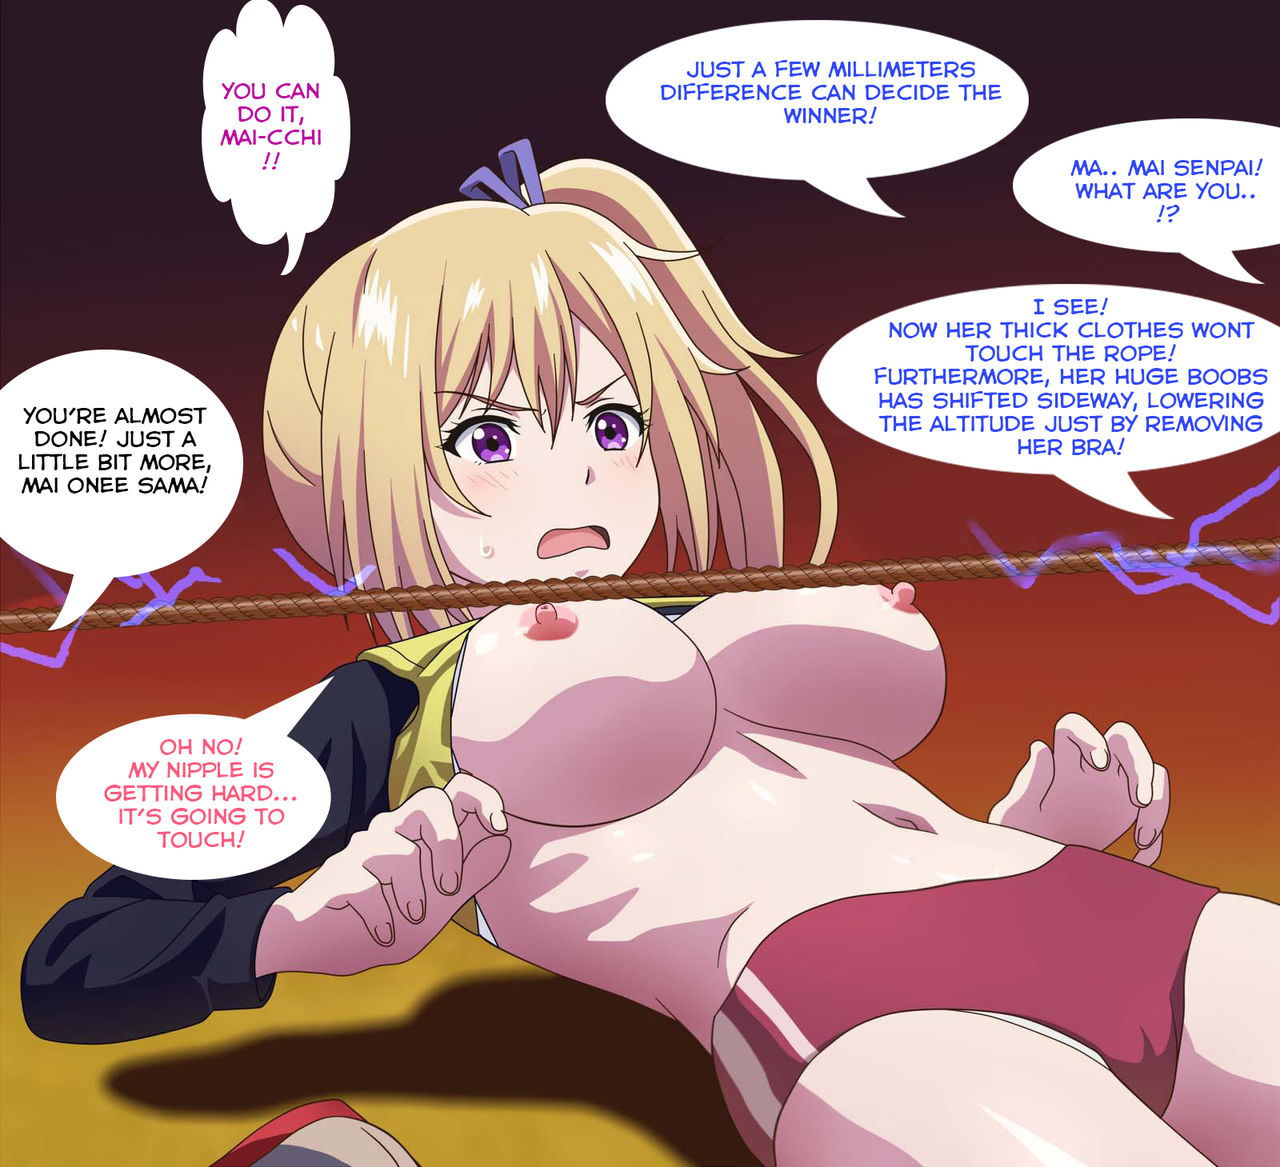 YOU CAN
DO IT,
MAI-CCHI
!!
JUST A FEW MILLIMETERS
DIFFERENCE CAN DECIDE THE
WINNER!
MA.. MAI SENPAI!
WHAT ARE YOU..
!?
I SEE!
NOW HER THICK CLOTHES WONT
TOUCH THE ROPE!
FURTHERMORE, HER HUGE BOOBS
HAS SHIFTED SIDEWAY, LOWERING
THE ALTITUDE JUST BY REMOVING
HER BRA!
YOU'RE ALMOST
DONE! JUST A
LITTLE BIT MORE,
MAI ONEE SAMA!
OH NO!
MY NIPPLE IS
GETTING HARD...
IT'S GOING TO
TOUCH!